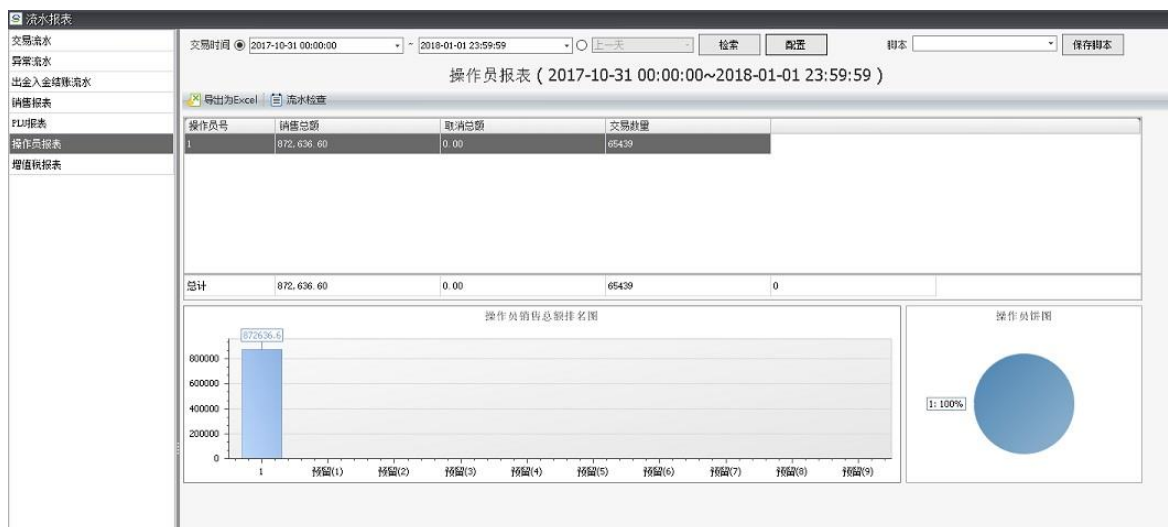 流水报表
交易流水
异常流水
出金入金结账流水
销售报表
PLU报表
操作员报表
增值税报表
交易时间 2017-10-31 00:00:00 ~ 2018-01-01 23:59:59 上一天 检索 配置 脚本 保存脚本
操作员报表 ( 2017-10-31 00:00:00~2018-01-01 23:59:59 )
导出为Excel 流水检查
操作员号 销售总额 取消总额 交易数量
1 872,636.60 0.00 65439
总计 872,636.60 0.00 65439 0
操作员销售总额排名图
872636.6
800000
600000
400000
200000
0
1 预留(1) 预留(2) 预留(3) 预留(4) 预留(5) 预留(6) 预留(7) 预留(8) 预留(9)
操作员饼图
1: 100%